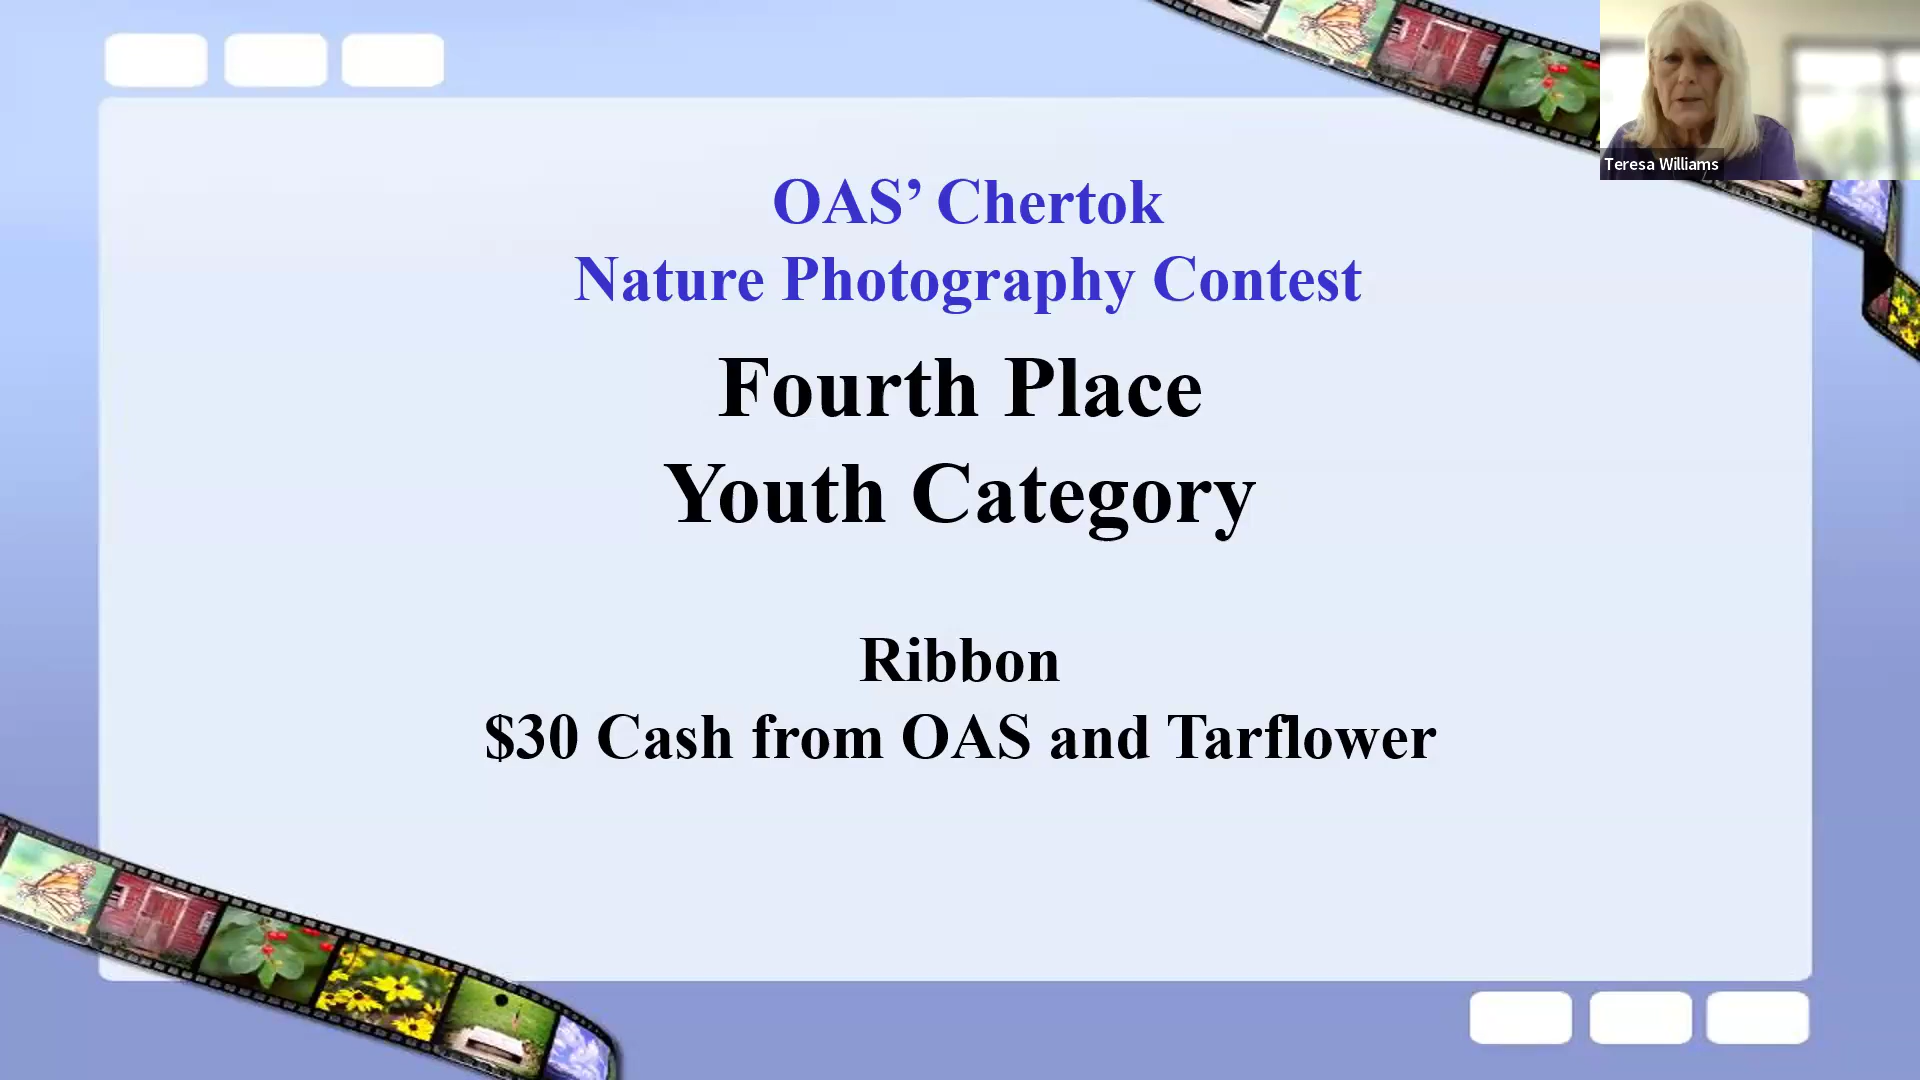 OAS’ Chertok
Nature Photography Contest
Fourth Place
Youth Category
Ribbon
$30 Cash from OAS and Tarflower
Teresa Williams